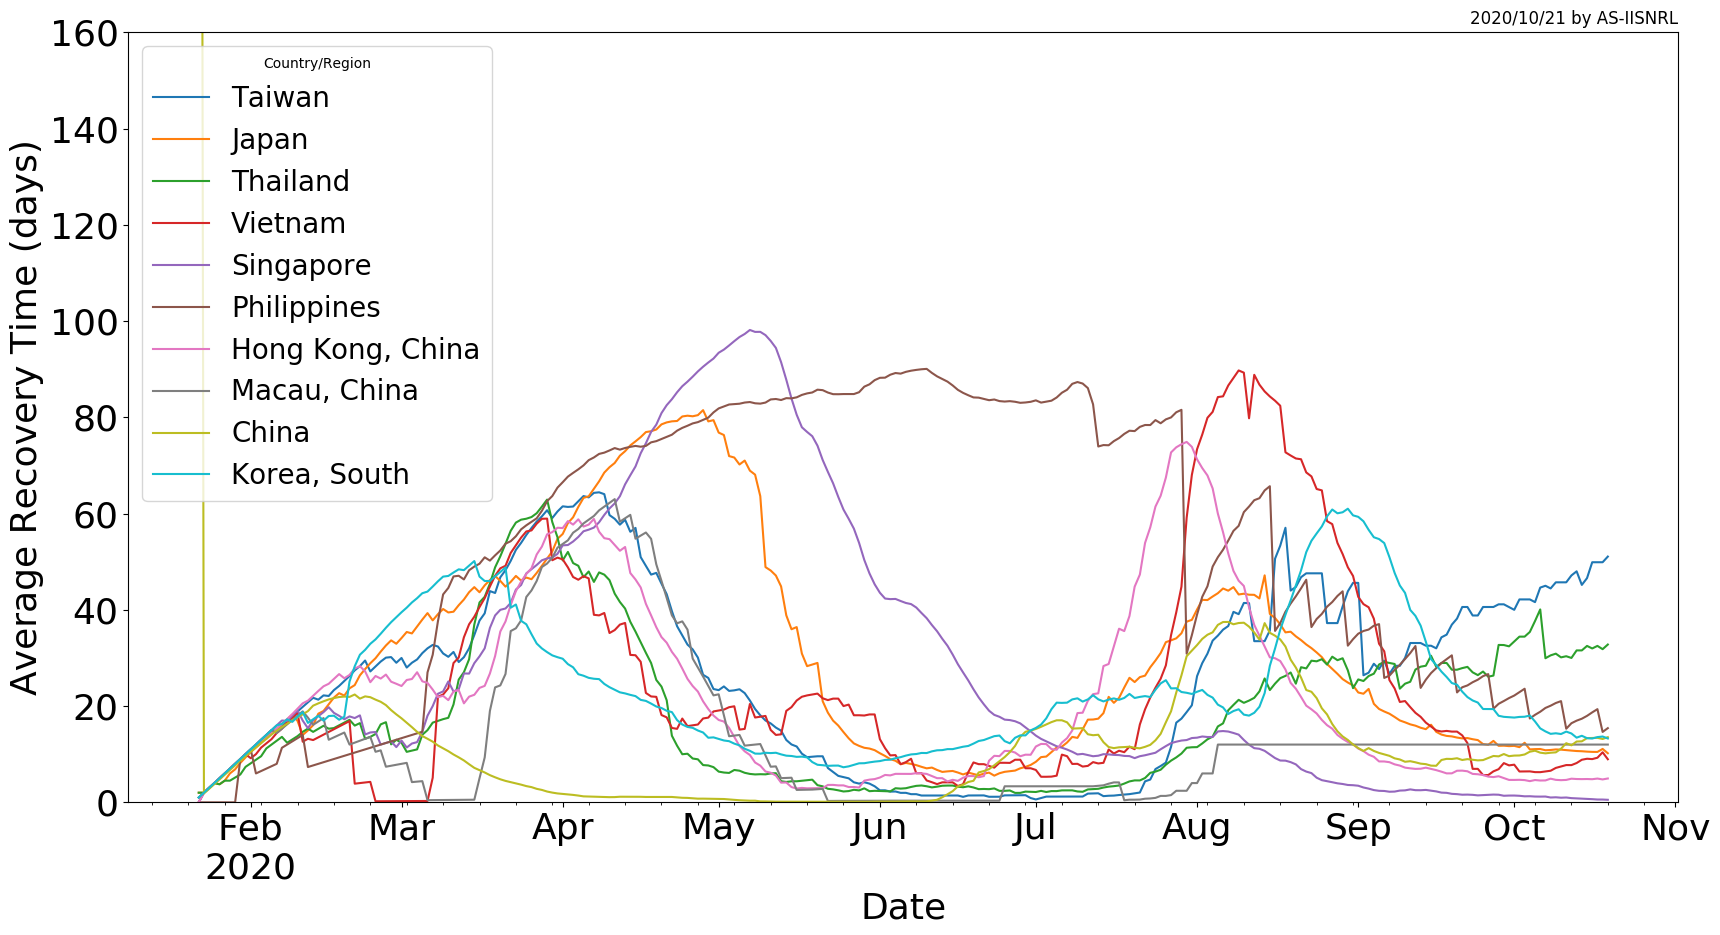 2020/10/21 by AS-IISNRL
Average Recovery Time (days)
160
140
120
100
80
60
40
20
0
Country/Region
Taiwan
Japan
Thailand
Vietnam
Singapore
Philippines
Hong Kong, China
Macau, China
China
Korea, South
Feb Mar Apr May Jun Jul Aug Sep Oct Nov
2020
Date